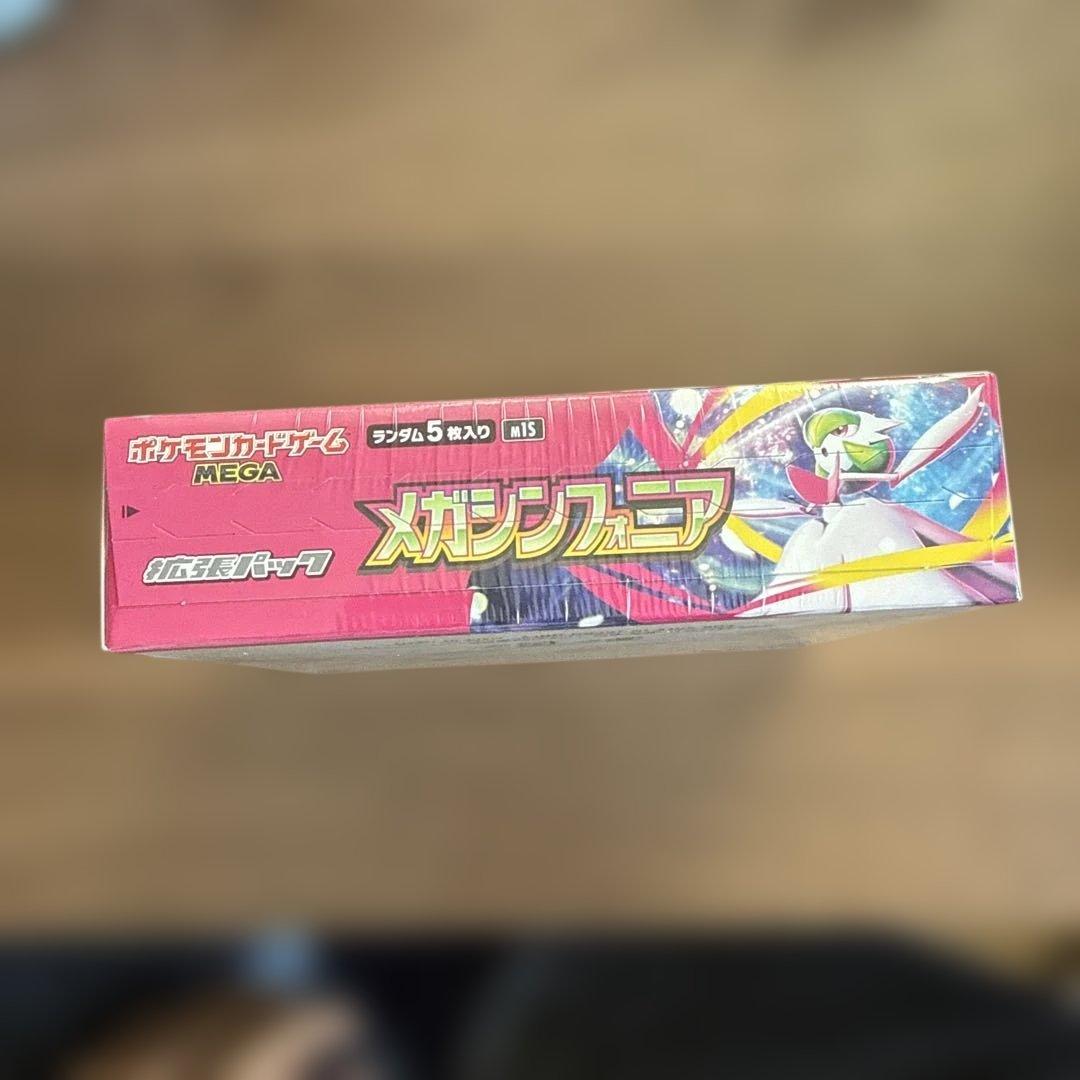 ポケモンカードゲーム
MEGA
ランダム5枚入り
M1S
メガシンフォニア
拡張パック